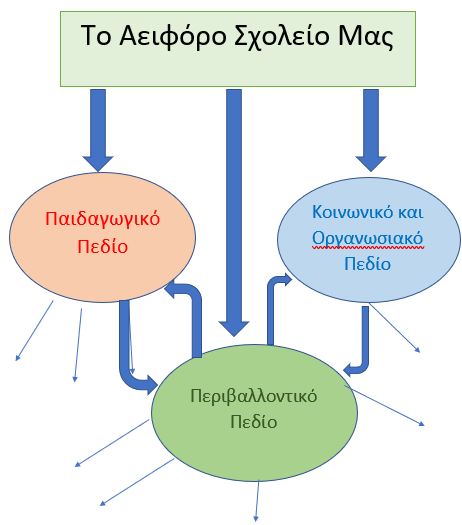 Το Αειφόρο Σχολείο Μας
Παιδαγωγικό
Πεδίο
Κοινωνικό και
Οργανωσιακό
Πεδίο
Περιβαλλοντικό
Πεδίο